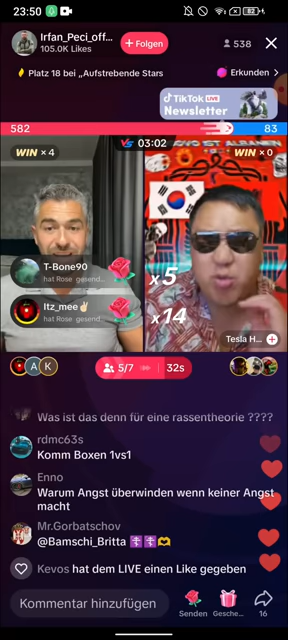 23:50
Irfan_Peci_off...
105.0K Likes
+ Folgen
538
Platz 18 bei „Aufstrebende Stars
Erkunden >
TikTok LIVE
Newsletter
582
83
WIN × 4
VS 03:02
WIN × 0
T-Bone90
hat Rose gesend...
x5
Itz_mee✌🏻
hat Rose gesend...
x14
Tesla H...
A
K
5/7
32s
Was ist das denn für eine rassentheorie ????
rdmc63s
Komm Boxen 1vs1
Enno
Warum Angst überwinden wenn keiner Angst
macht
Mr.Gorbatschov
@Bamschi_Britta ☦️☦️🫶
Kevos hat dem LIVE einen Like gegeben
Kommentar hinzufügen
Senden
Gesche...
16